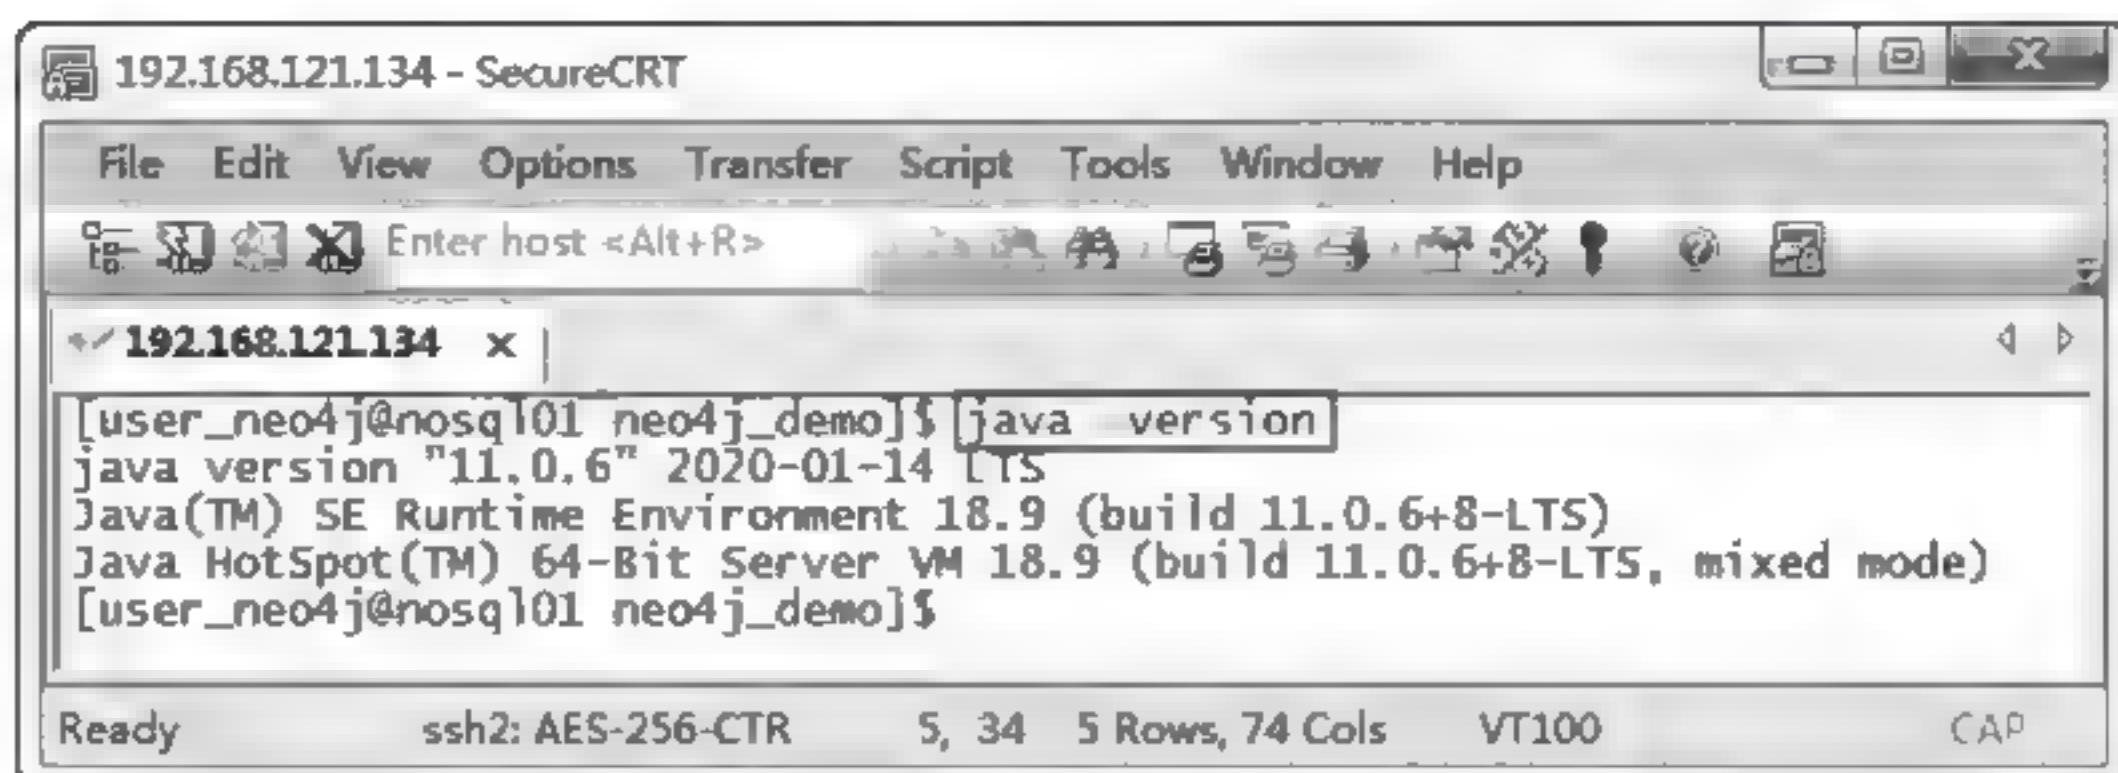 192.168.121.134 - SecureCRT
File Edit View Options Transfer Script Tools Window Help
Enter host <Alt+R>
192.168.121.134
[user_neo4j@nosql01 neo4j_demo]$ java -version
java version "11.0.6" 2020-01-14 LTS
Java(TM) SE Runtime Environment 18.9 (build 11.0.6+8-LTS)
Java HotSpot(TM) 64-Bit Server VM 18.9 (build 11.0.6+8-LTS, mixed mode)
[user_neo4j@nosql01 neo4j_demo]$
Ready ssh2: AES-256-CTR 5, 34 5 Rows, 74 Cols VT100 CAP